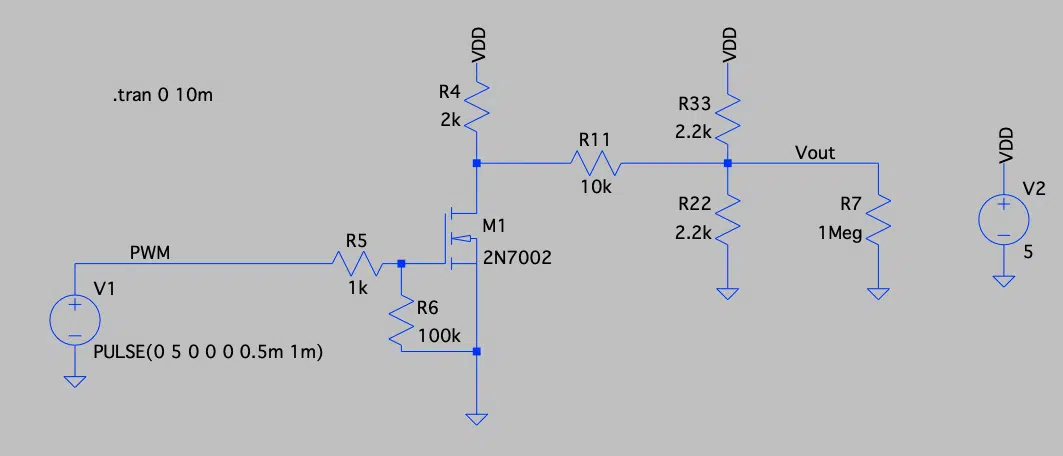 VDD
VDD
.tran 0 10m
R4
2k
R33
2.2k
R11
10k
Vout
VDD
R22
2.2k
R7
1Meg
V2
5
M1
2N7002
PWM
R5
1k
V1
R6
100k
PULSE(0 5 0 0 0 0.5m 1m)